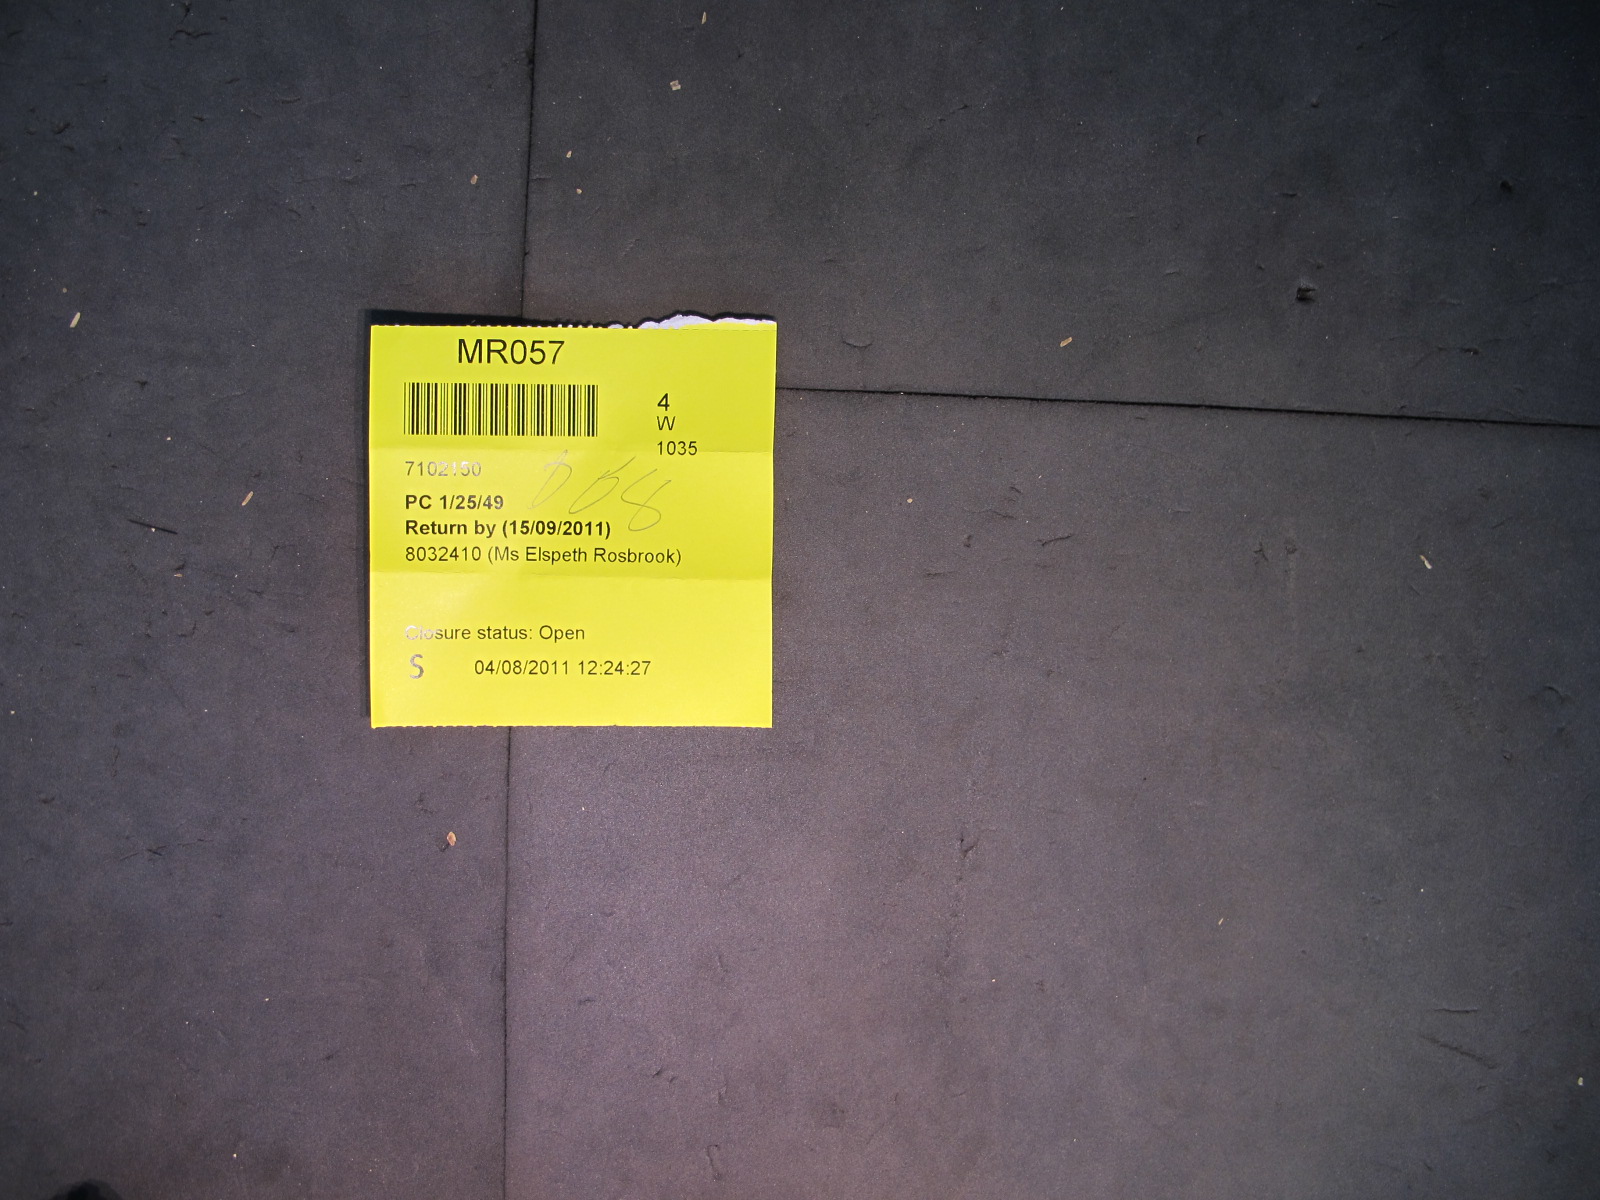 MR057
4
W
1035
7102150
PC 1/25/49
Return by (15/09/2011)
8032410 (Ms Elspeth Rosbrook)
Closure status: Open
S 04/08/2011 12:24:27